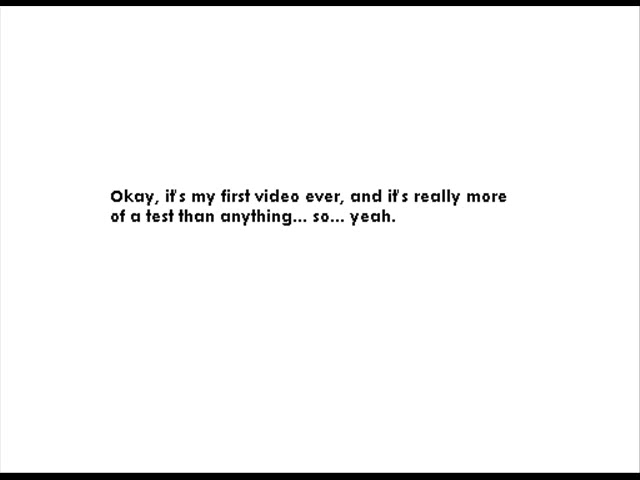 Okay, it's my first video ever, and it's really more
of a test than anything... so... yeah.